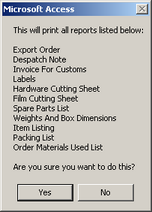 Microsoft Access
This will print all reports listed below:
Export Order
Despatch Note
Invoice For Customs
Labels
Hardware Cutting Sheet
Film Cutting Sheet
Spare Parts List
Weights And Box Dimensions
Item Listing
Packing List
Order Materials Used List
Are you sure you want to do this?
Yes
No